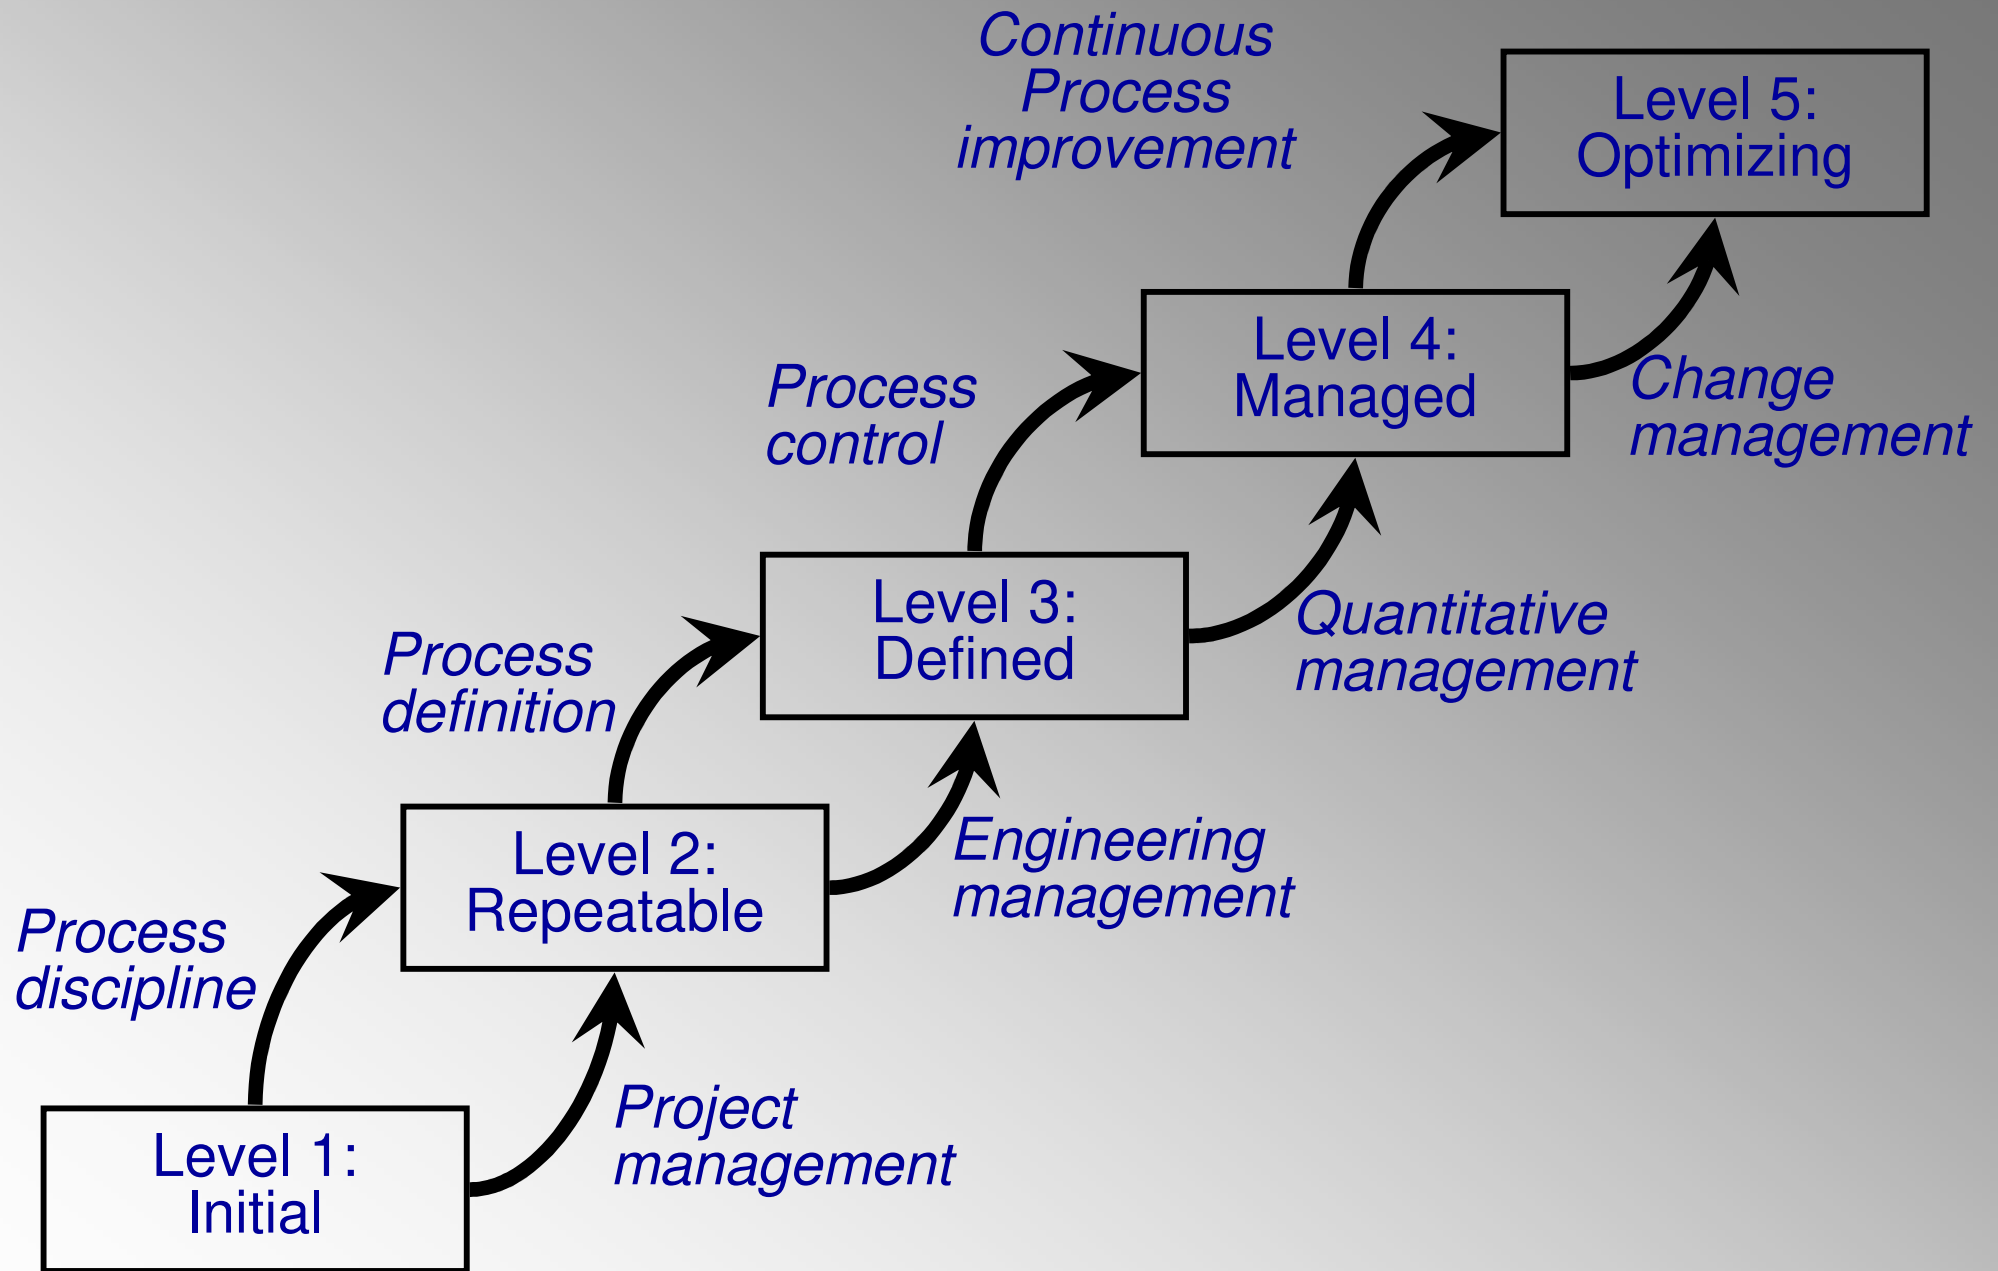 Continuous
Process
improvement
Level 5:
Optimizing
Level 4:
Managed
Change
management
Process
control
Level 3:
Defined
Quantitative
management
Process
definition
Level 2:
Repeatable
Engineering
management
Process
discipline
Project
management
Level 1:
Initial